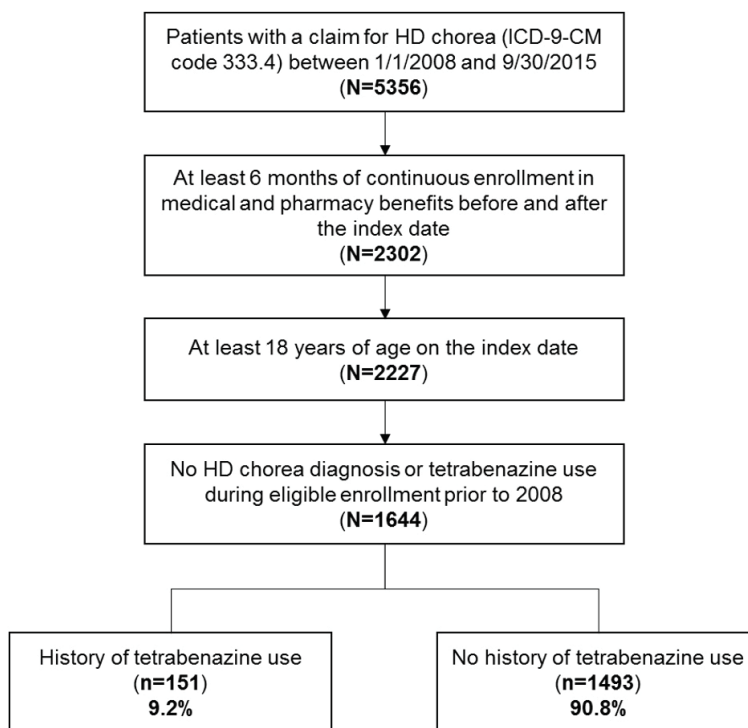 Patients with a claim for HD chorea (ICD-9-CM
code 333.4) between 1/1/2008 and 9/30/2015
(N=5356)
At least 6 months of continuous enrollment in
medical and pharmacy benefits before and after
the index date
(N=2302)
At least 18 years of age on the index date
(N=2227)
No HD chorea diagnosis or tetrabenazine use
during eligible enrollment prior to 2008
(N=1644)
History of tetrabenazine use
(n=151)
9.2%
No history of tetrabenazine use
(n=1493)
90.8%